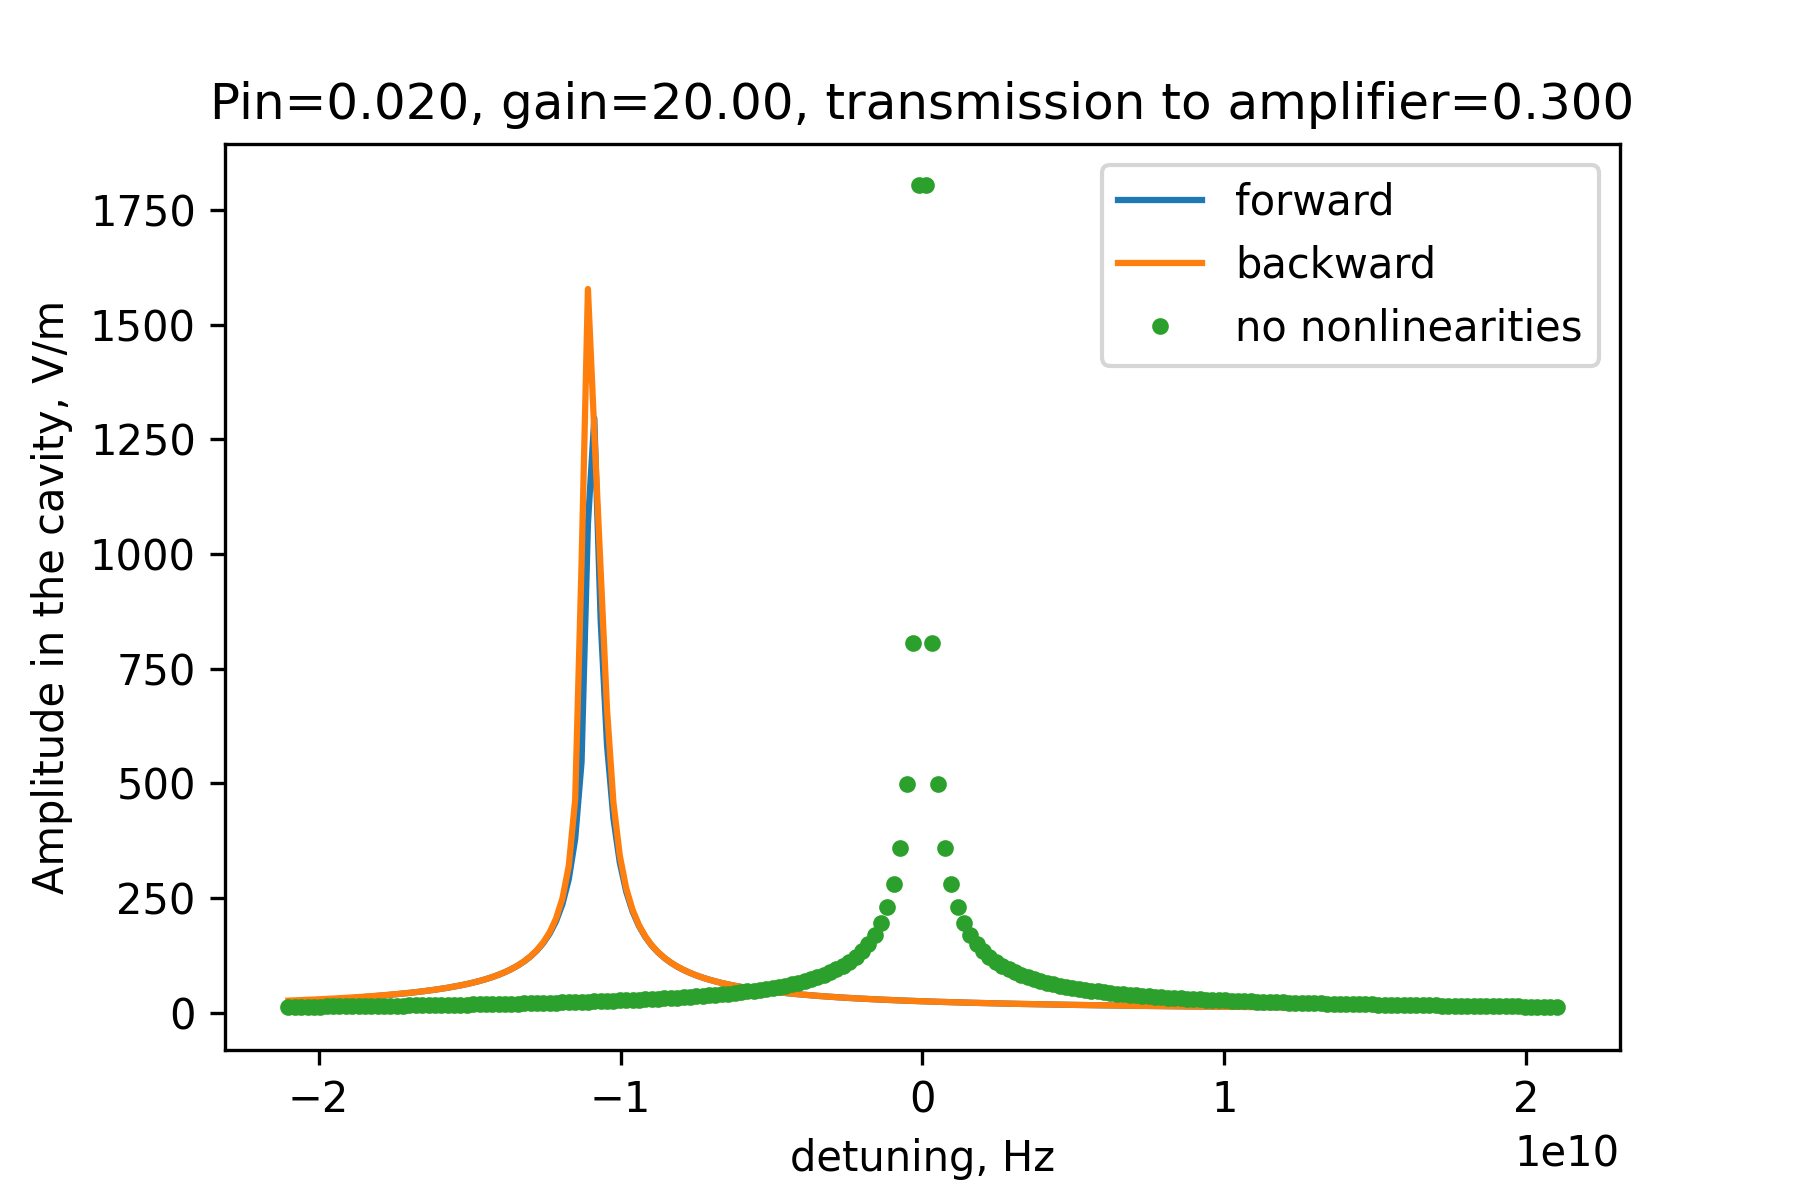 Pin=0.020, gain=20.00, transmission to amplifier=0.300
Amplitude in the cavity, V/m
1750
1500
1250
1000
750
500
250
0
forward
backward
no nonlinearities
−2
−1
0
1
2
1e10
detuning, Hz